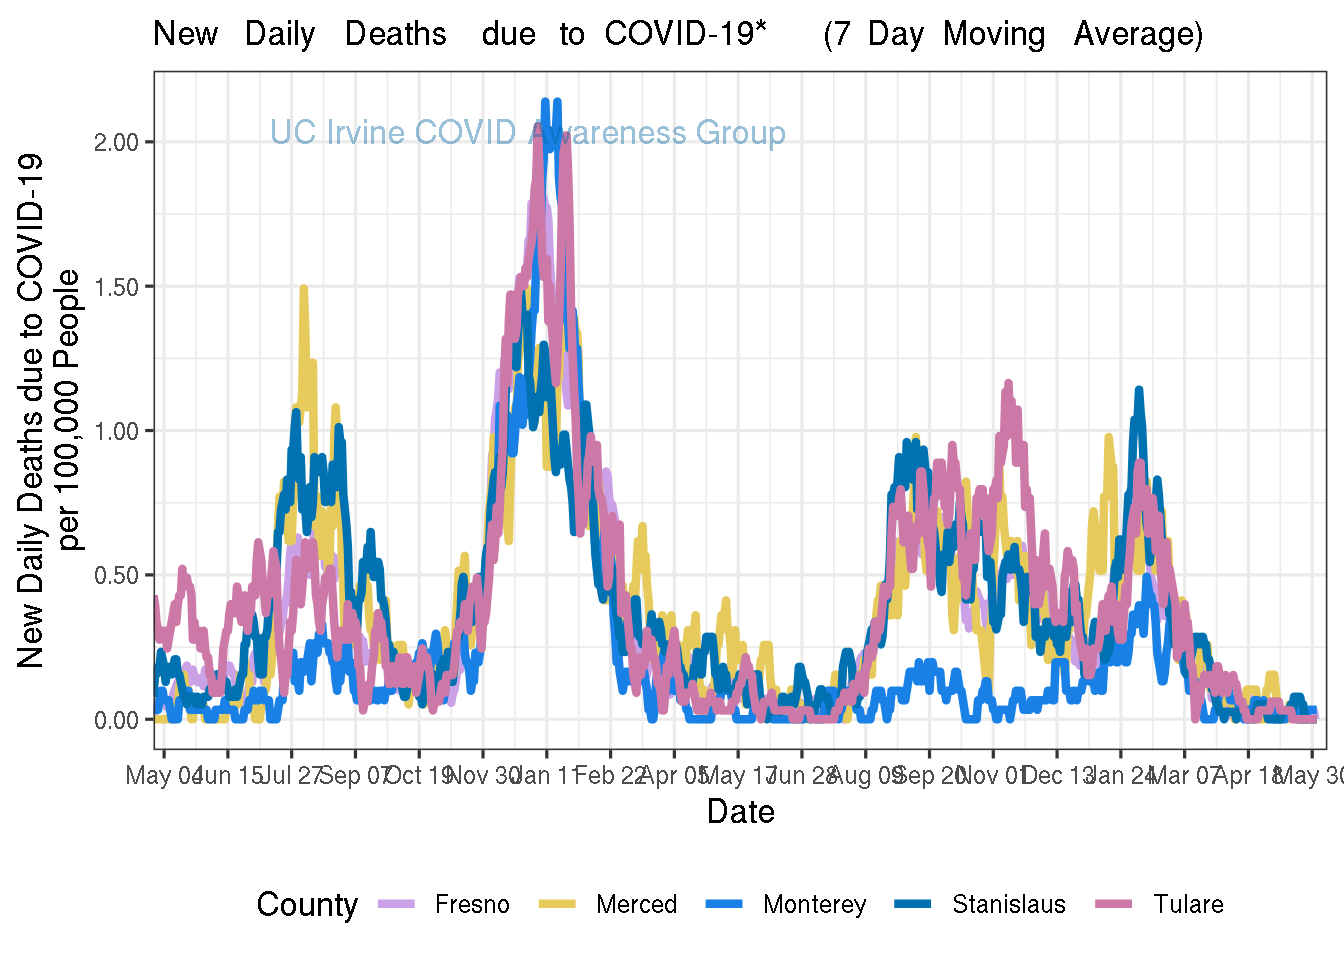 New Daily Deaths due to COVID-19* (7 Day Moving Average)
UC Irvine COVID Awareness Group
New Daily Deaths due to COVID-19
per 100,000 People
2.00
1.50
1.00
0.50
0.00
May 04 Jun 15 Jul 27 Sep 07 Oct 19 Nov 30 Jan 11 Feb 22 Apr 05 May 17 Jun 28 Aug 09 Sep 20 Nov 01 Dec 13 Jan 24 Mar 07 Apr 18 May 30
Date
County Fresno Merced Monterey Stanislaus Tulare